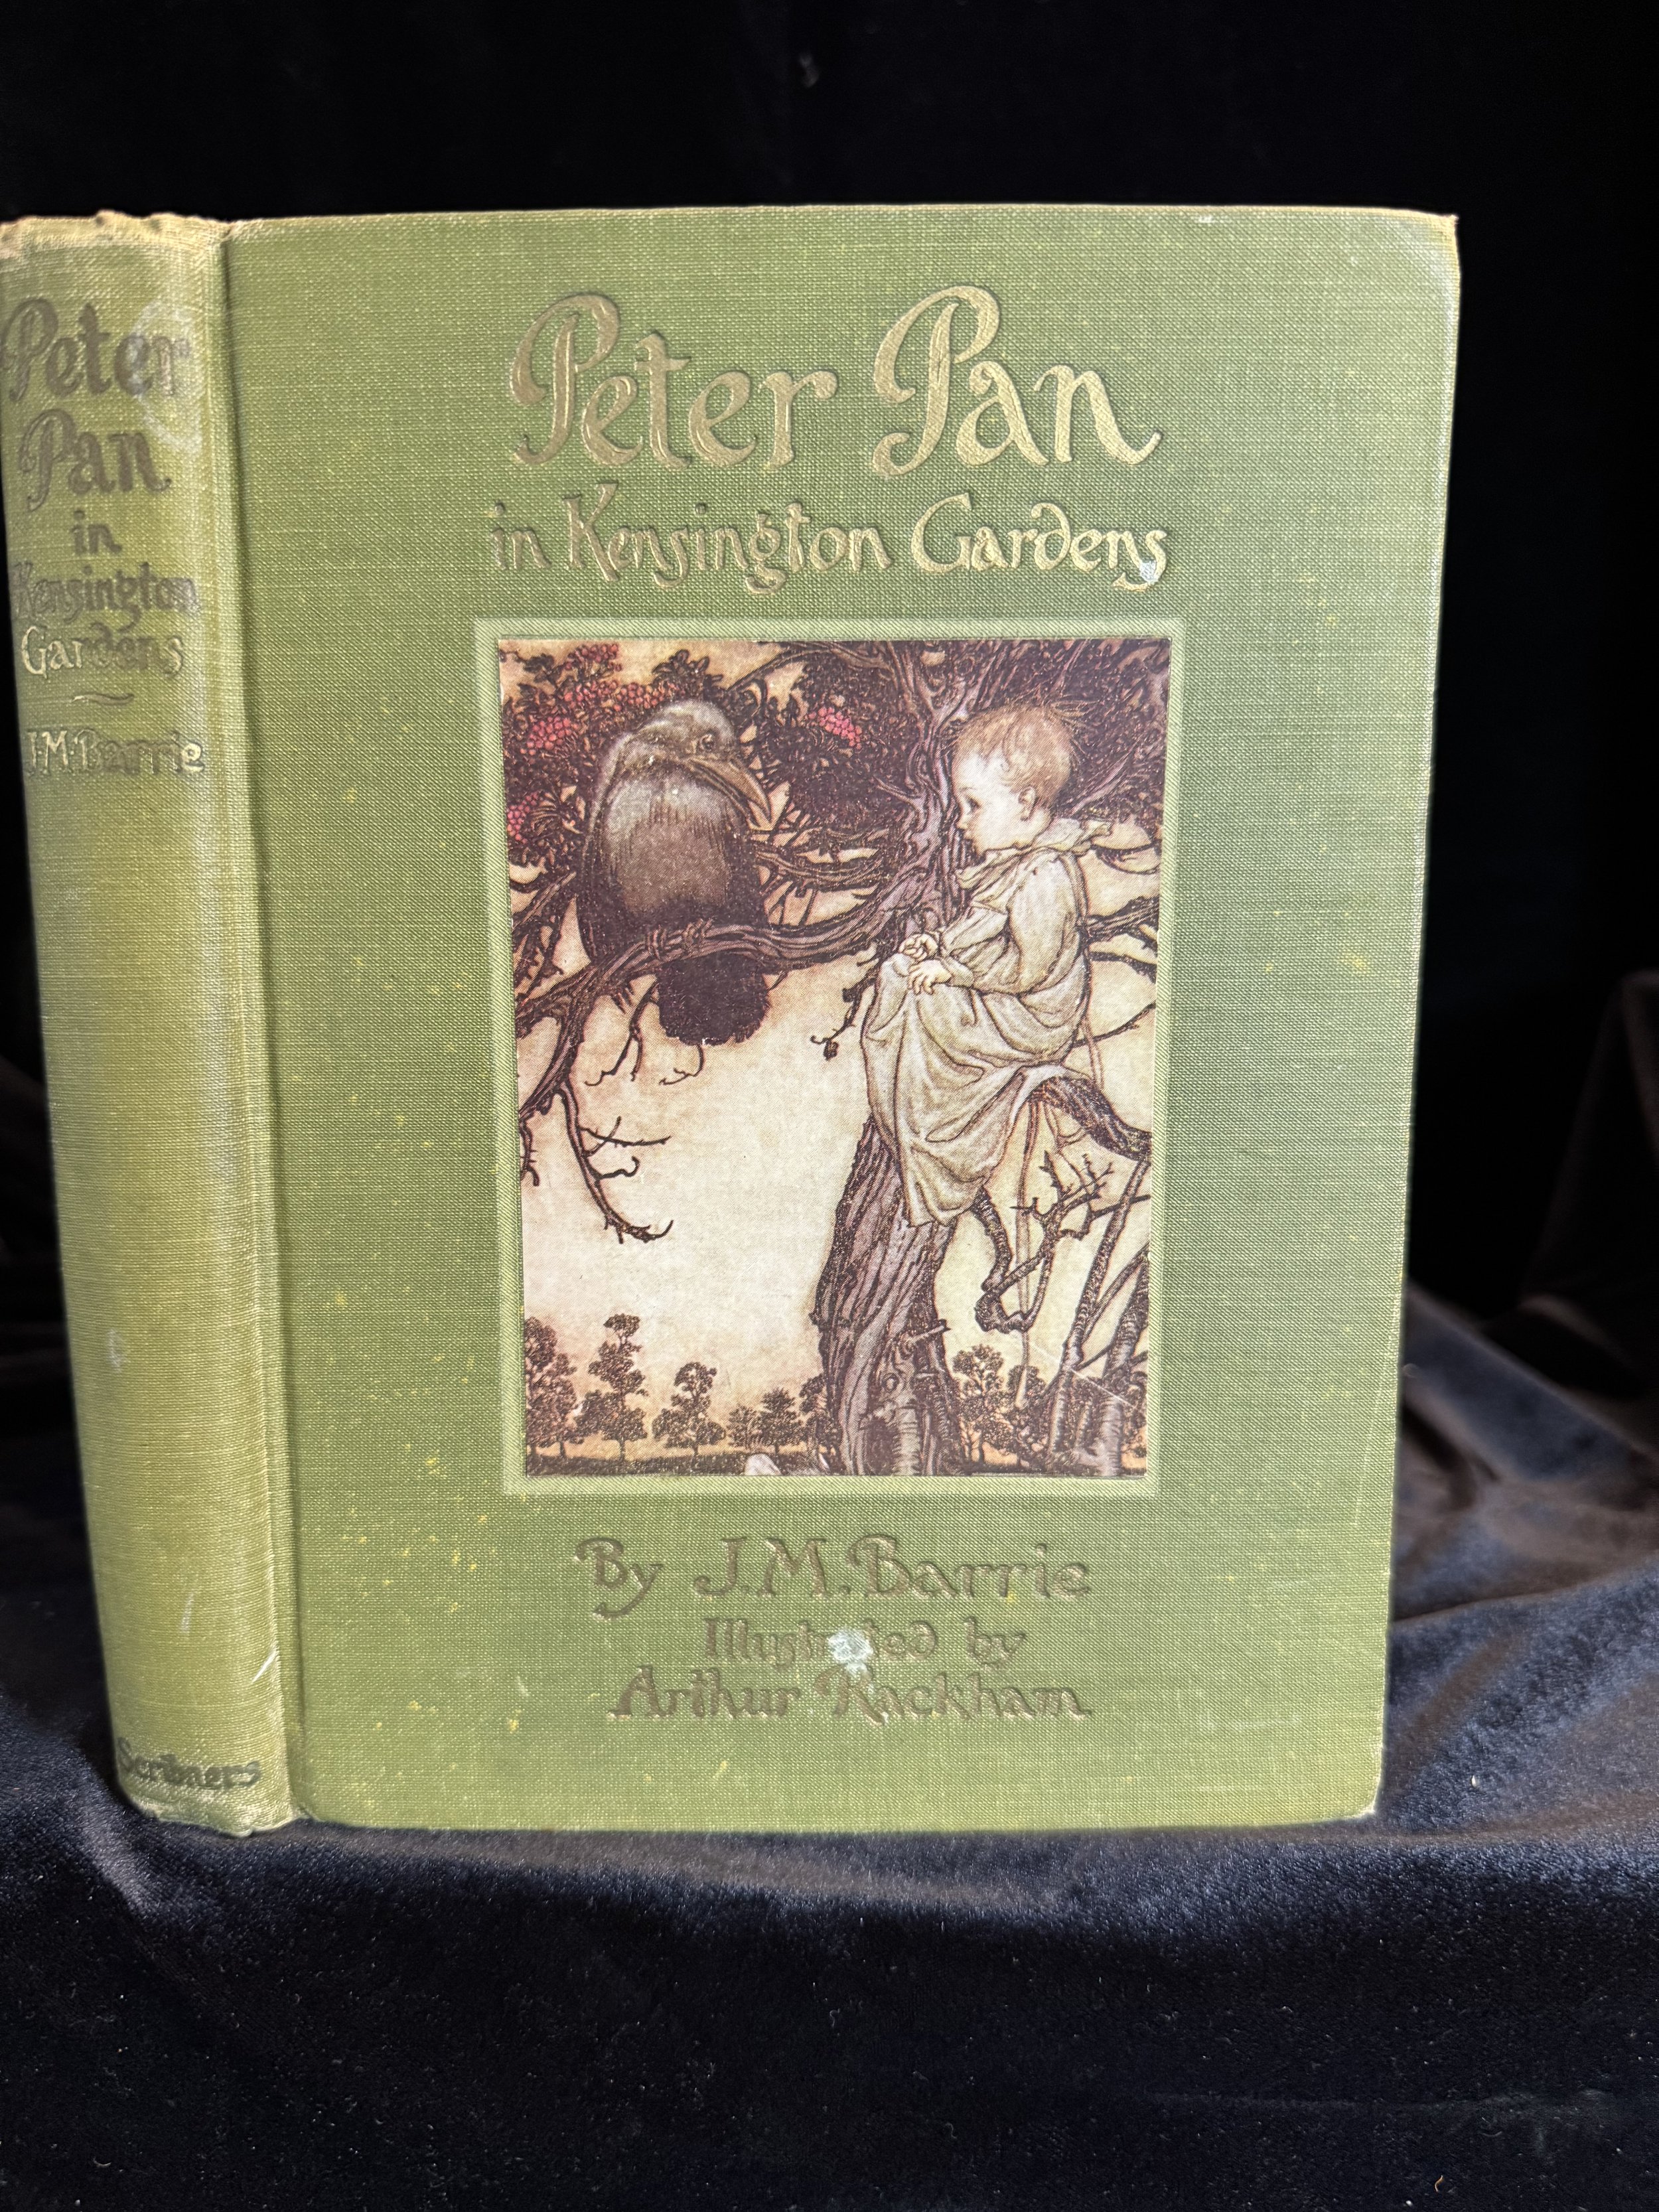 Peter
Pan
in
Kensington
Gardens
J.M.Barrie
Scribners
Peter Pan
in Kensington Gardens
By J.M.Barrie
Illustrated by
Arthur Rackham